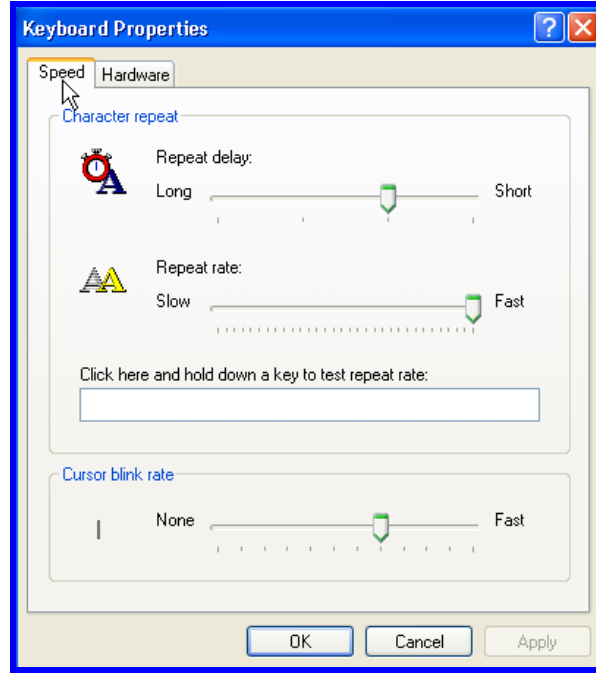 Keyboard Properties
Speed Hardware
Character repeat
Repeat delay:
Long Short
Repeat rate:
Slow Fast
Click here and hold down a key to test repeat rate:
Cursor blink rate
None Fast
OK Cancel Apply